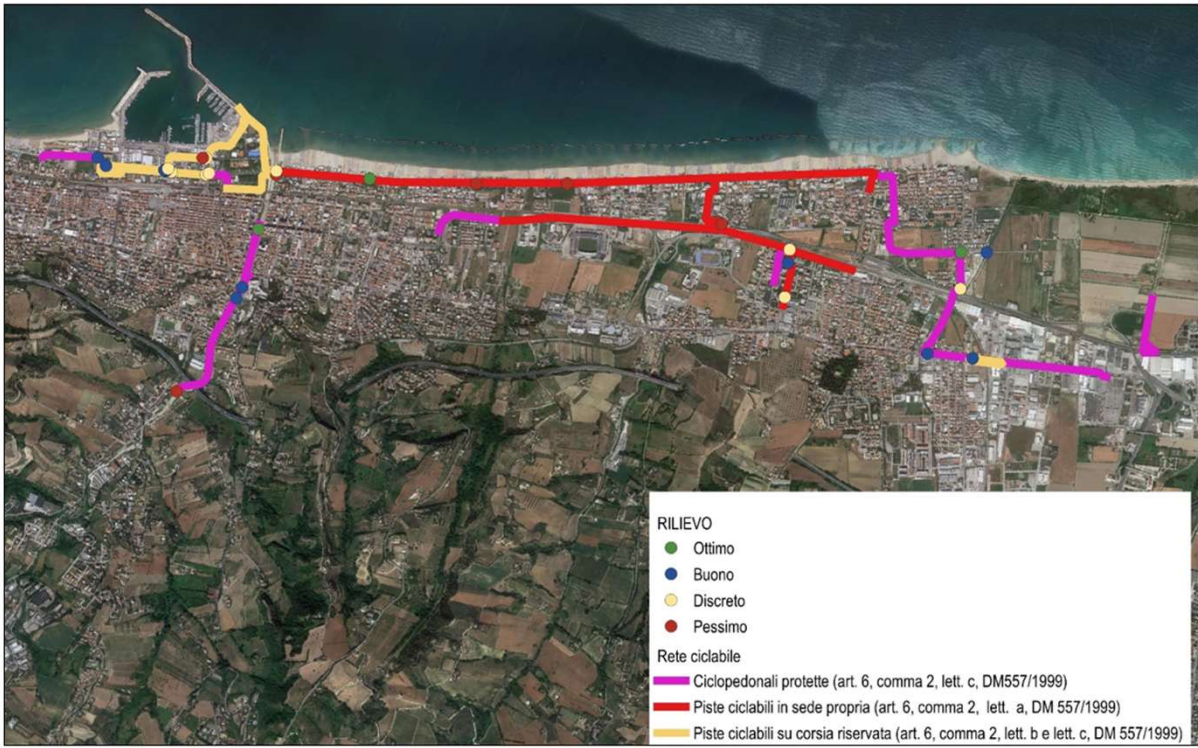 RILIEVO
Ottimo
Buono
Discreto
Pessimo
Rete ciclabile
Ciclopedonali protette (art. 6, comma 2, lett. c, DM557/1999)
Piste ciclabili in sede propria (art. 6, comma 2, lett. a, DM 557/1999)
Piste ciclabili su corsia riservata (art. 6, comma 2, lett. b e lett. c, DM 557/1999)